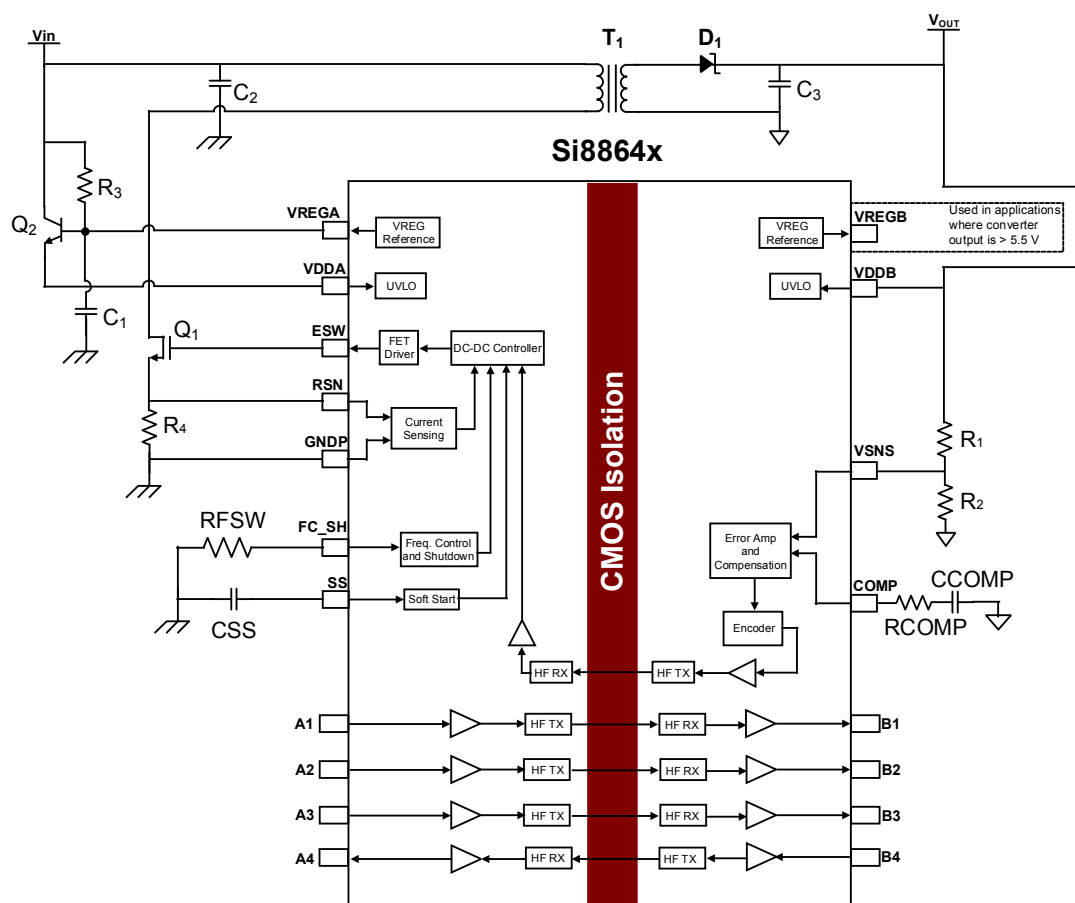 Vin
T1
D1
VOUT
C2
C3
Si8864x
R3
Q2
VREGA
VREG
Reference
VREG
Reference
VREGB
Used in applications
where converter
output is > 5.5 V
VDDA
UVLO
UVLO
VDDB
C1
Q1
ESW
FET
Driver
DC-DC Controller
RSN
R4
GNDP
Current
Sensing
CMOS Isolation
VSNS
R1
R2
RFSW
FC_SH
Freq. Control
and Shutdown
Error Amp
and
Compensation
SS
Soft Start
CSS
COMP
CCOMP
RCOMP
Encoder
HF RX
HF TX
A1
HF TX
HF RX
B1
A2
HF TX
HF RX
B2
A3
HF TX
HF RX
B3
A4
HF RX
HF TX
B4